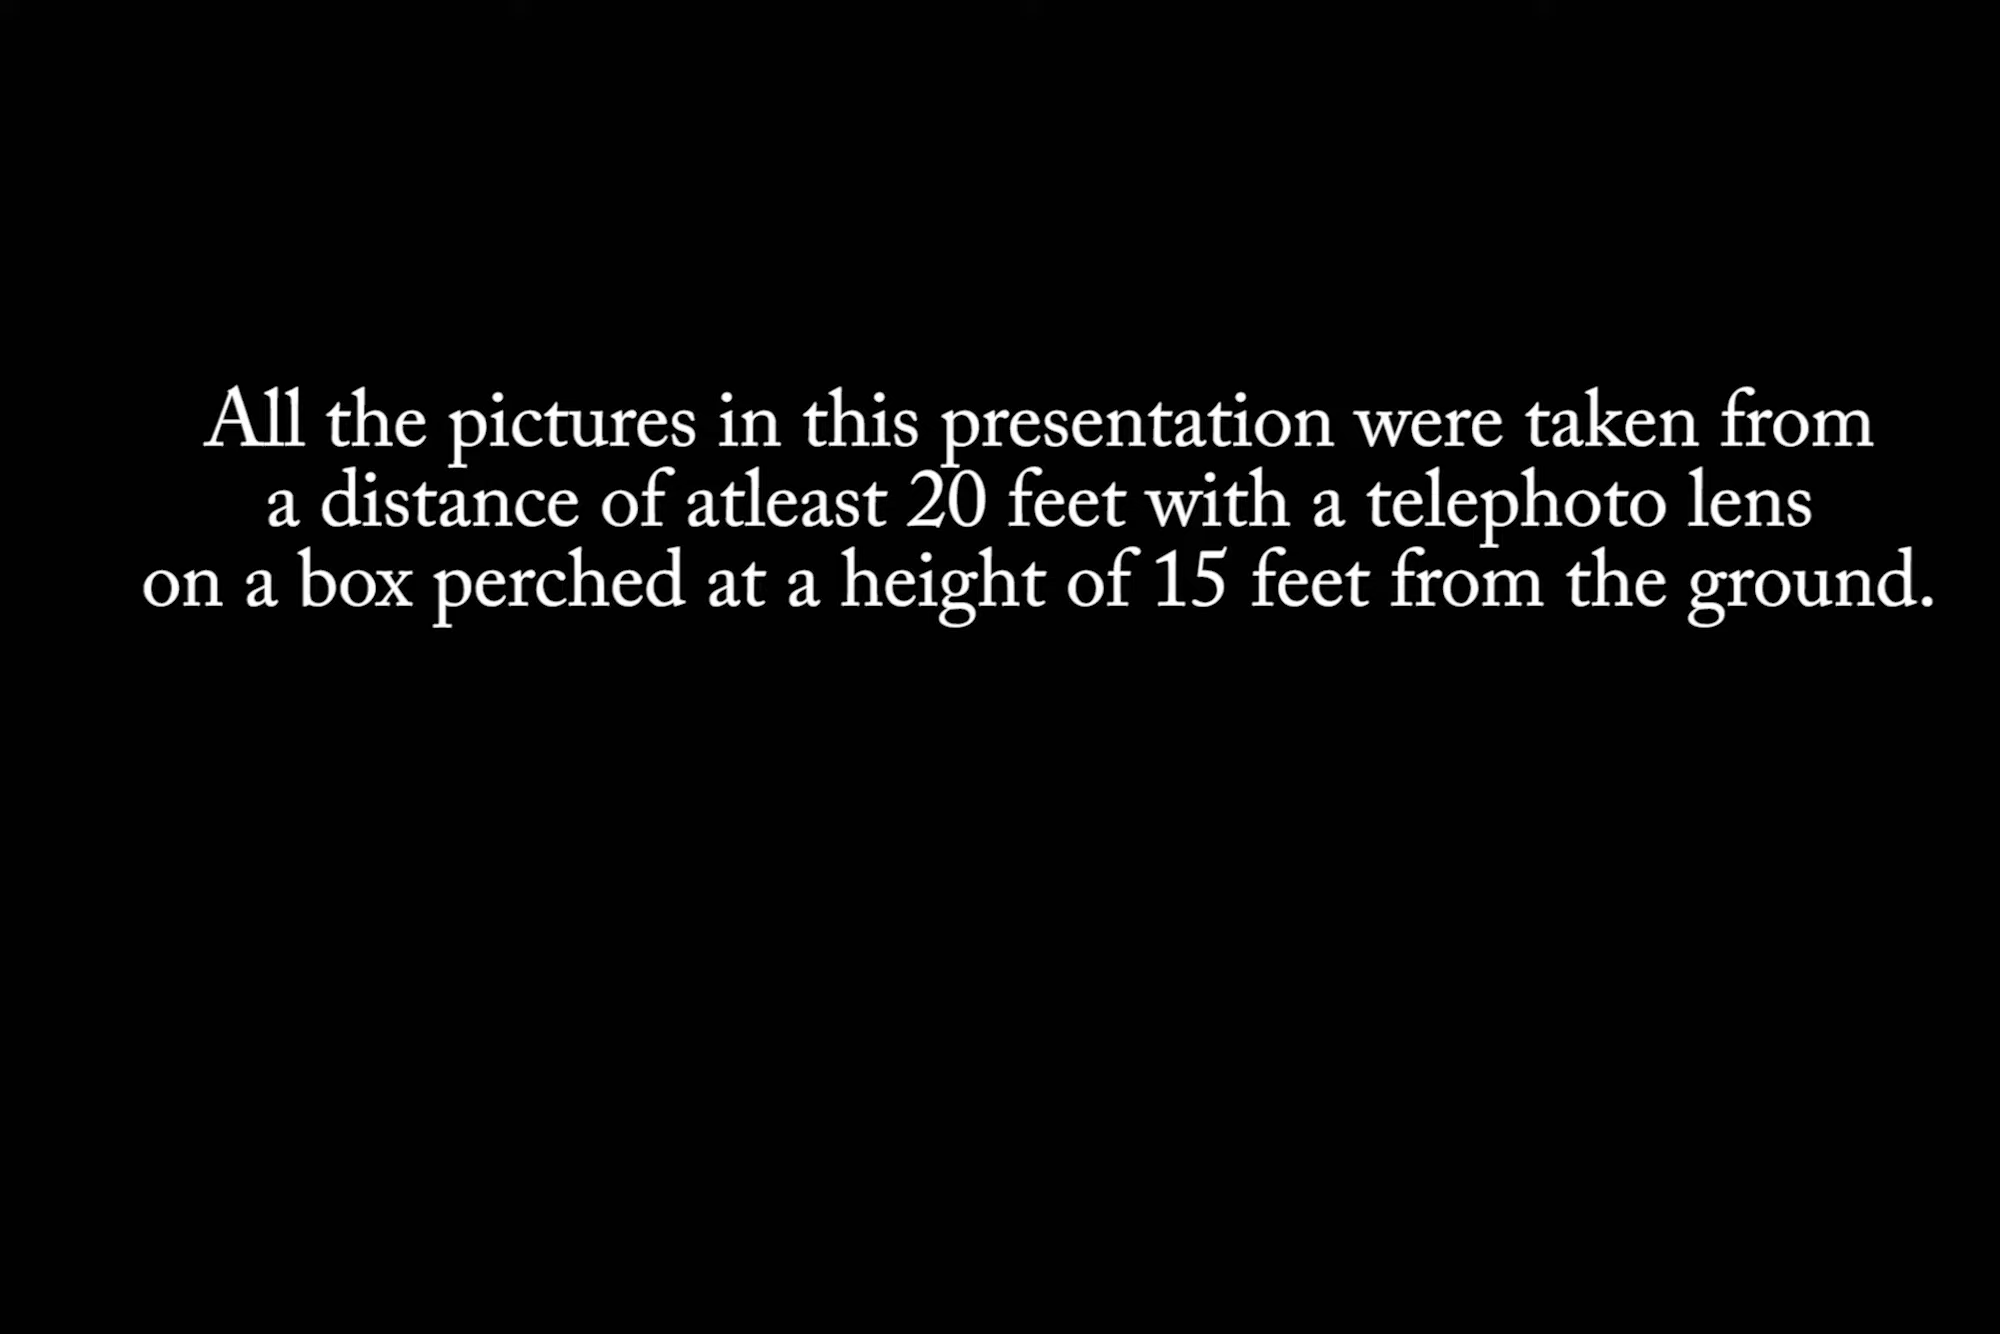 All the pictures in this presentation were taken from
a distance of atleast 20 feet with a telephoto lens
on a box perched at a height of 15 feet from the ground.